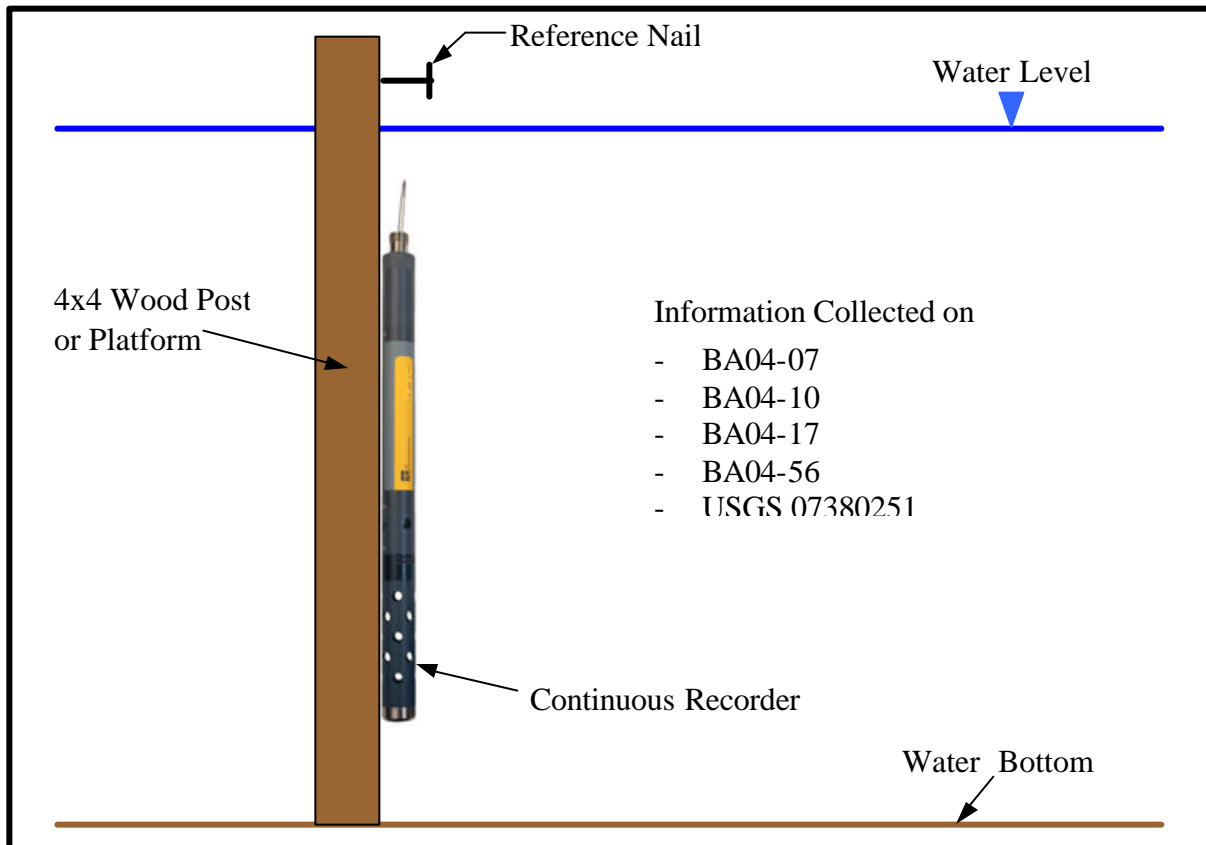 Reference Nail
Water Level
4x4 Wood Post
or Platform
Information Collected on
- BA04-07
- BA04-10
- BA04-17
- BA04-56
- USGS 07380251
Continuous Recorder
Water Bottom